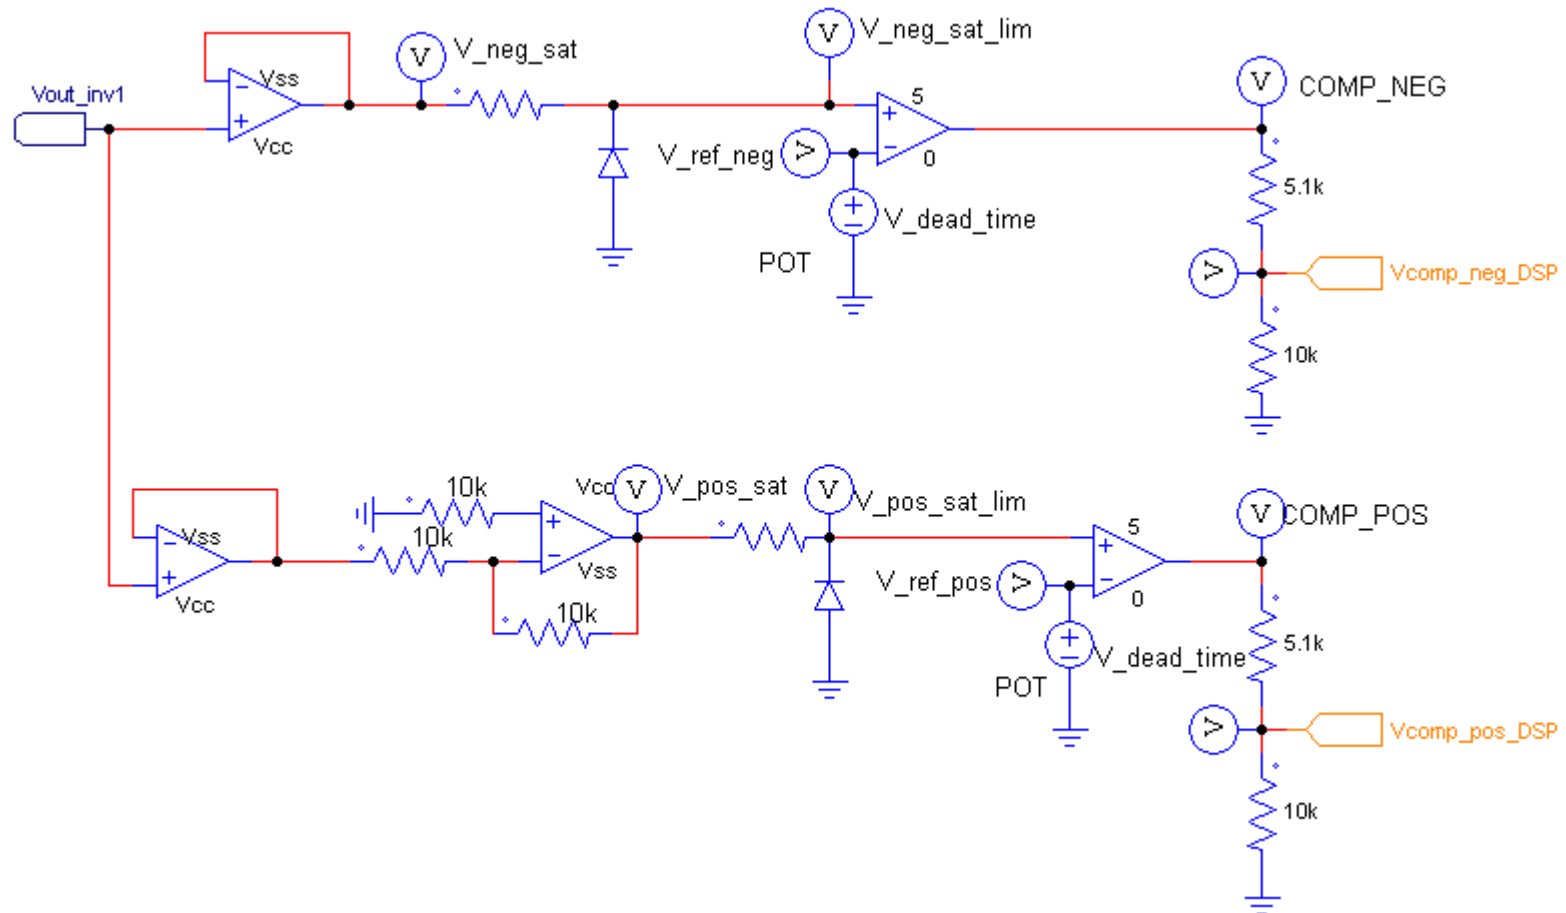 V_neg_sat_lim
V_neg_sat
Vss
Vout_inv1
Vcc
V
V
V
COMP_NEG
+
-
5
0
V_ref_neg
V
V_dead_time
POT
5.1k
V
Vcomp_neg_DSP
10k
Vcc
V
V_pos_sat
V
V_pos_sat_lim
V
COMP_POS
10k
10k
Vss
Vcc
Vss
10k
5
0
V_ref_pos
V
V_dead_time
POT
5.1k
V
Vcomp_pos_DSP
10k